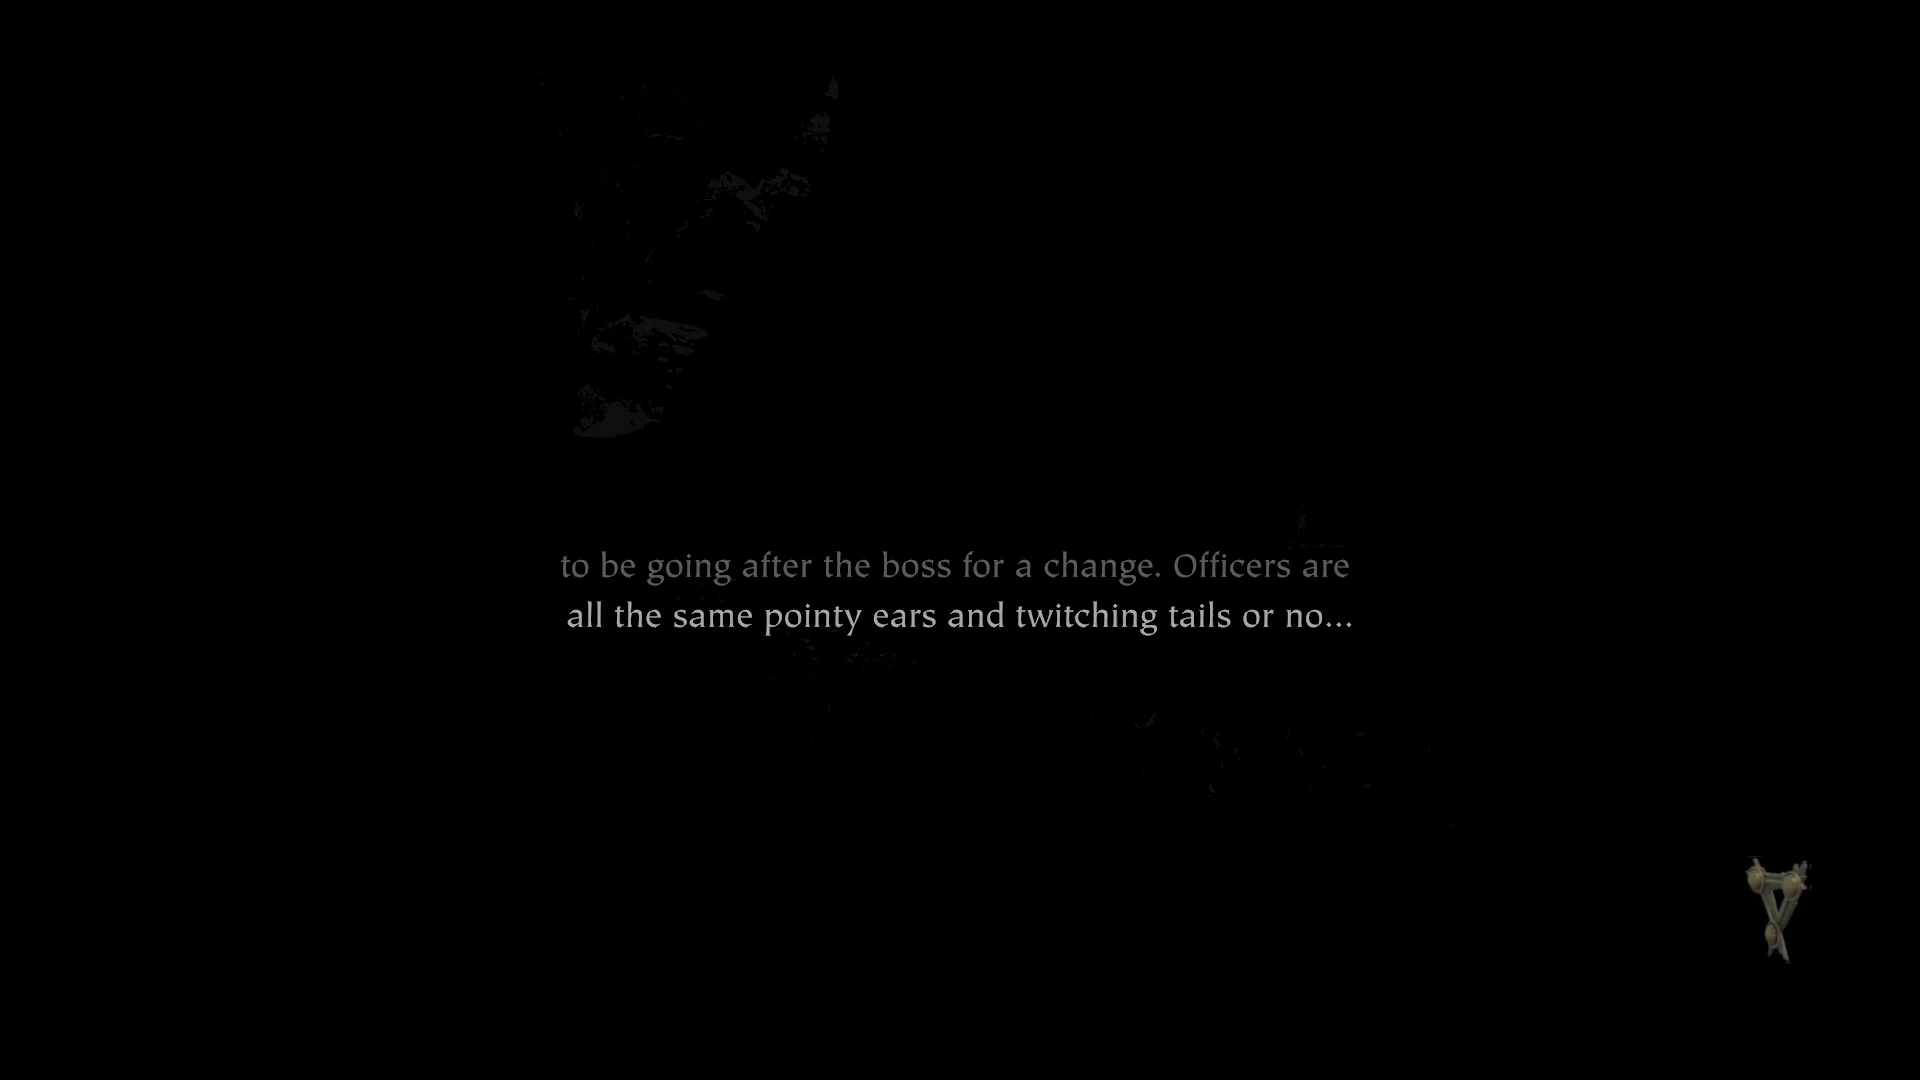 to be going after the boss for a change. Officers are
all the same pointy ears and twitching tails or no...